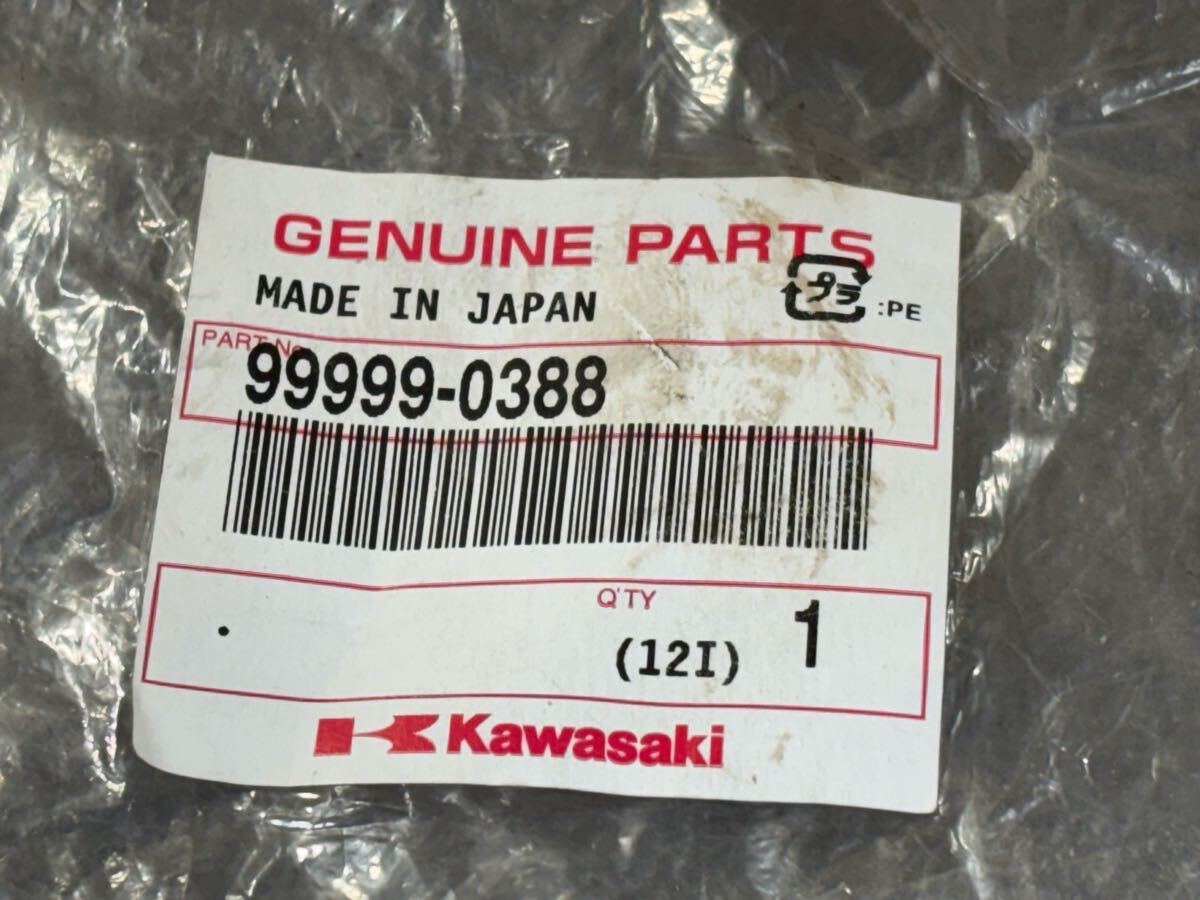 GENUINE PARTS
MADE IN JAPAN
プラ :PE
PART No
99999-0388
Q'TY
(12I) 1
Kawasaki